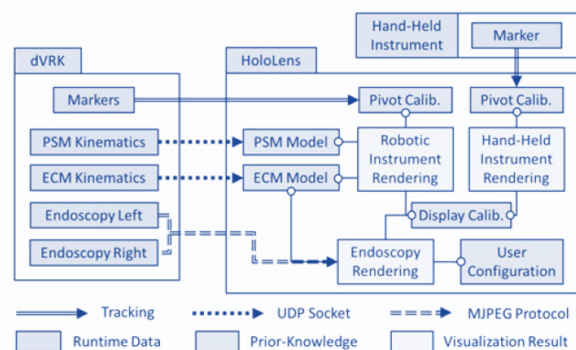 Hand-Held
Instrument
Marker
dVRK
HoloLens
Markers
Pivot Calib.
Pivot Calib.
PSM Kinematics
PSM Model
Robotic
Instrument
Rendering
Hand-Held
Instrument
Rendering
ECM Kinematics
ECM Model
Endoscopy Left
Display Calib.
Endoscopy Right
Endoscopy
Rendering
User
Configuration
Tracking
UDP Socket
MJPEG Protocol
Runtime Data
Prior-Knowledge
Visualization Result